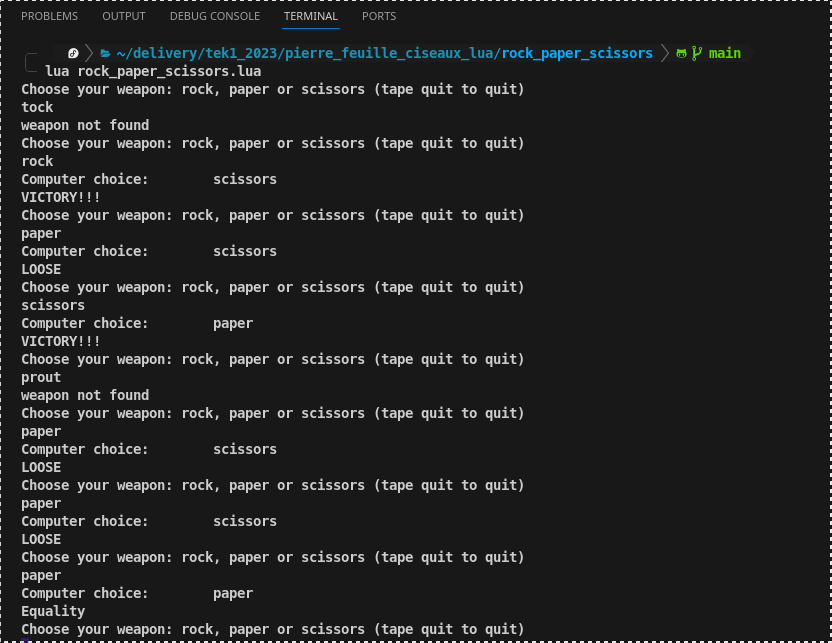 PROBLEMS OUTPUT DEBUG CONSOLE TERMINAL PORTS
~/delivery/tek1_2023/pierre_feuille_ciseaux_lua/rock_paper_scissors main
lua rock_paper_scissors.lua
Choose your weapon: rock, paper or scissors (tape quit to quit)
tock
weapon not found
Choose your weapon: rock, paper or scissors (tape quit to quit)
rock
Computer choice:        scissors
VICTORY!!!
Choose your weapon: rock, paper or scissors (tape quit to quit)
paper
Computer choice:        scissors
LOOSE
Choose your weapon: rock, paper or scissors (tape quit to quit)
scissors
Computer choice:        paper
VICTORY!!!
Choose your weapon: rock, paper or scissors (tape quit to quit)
prout
weapon not found
Choose your weapon: rock, paper or scissors (tape quit to quit)
paper
Computer choice:        scissors
LOOSE
Choose your weapon: rock, paper or scissors (tape quit to quit)
paper
Computer choice:        scissors
LOOSE
Choose your weapon: rock, paper or scissors (tape quit to quit)
paper
Computer choice:        paper
Equality
Choose your weapon: rock, paper or scissors (tape quit to quit)